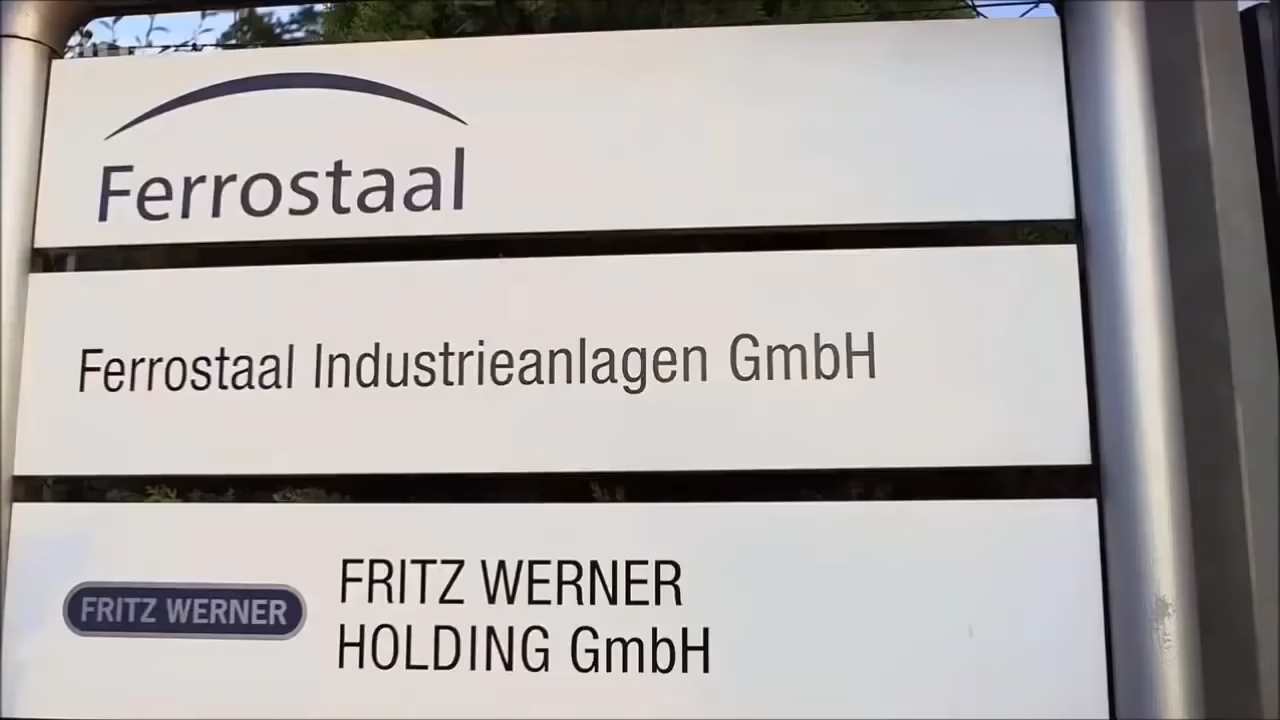 Ferrostaal
Ferrostaal Industrieanlagen GmbH
FRITZ WERNER
FRITZ WERNER
HOLDING GmbH